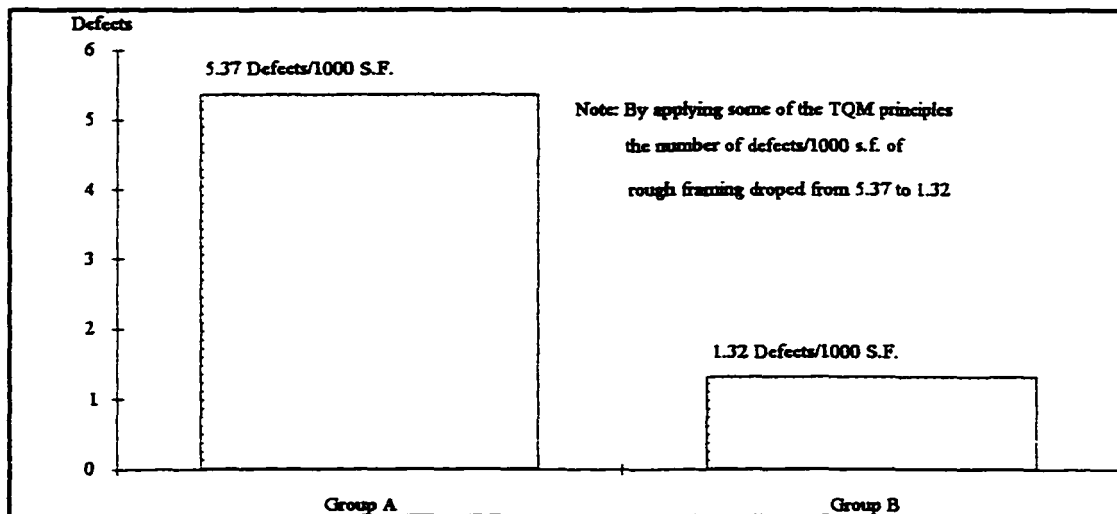 Defects
6
5.37 Defects/1000 S.F.
5
Note: By applying some of the TQM principles
the number of defects/1000 s.f. of
4
rough framing droped from 5.37 to 1.32
3
2
1.32 Defects/1000 S.F.
1
0
Group A
Group B